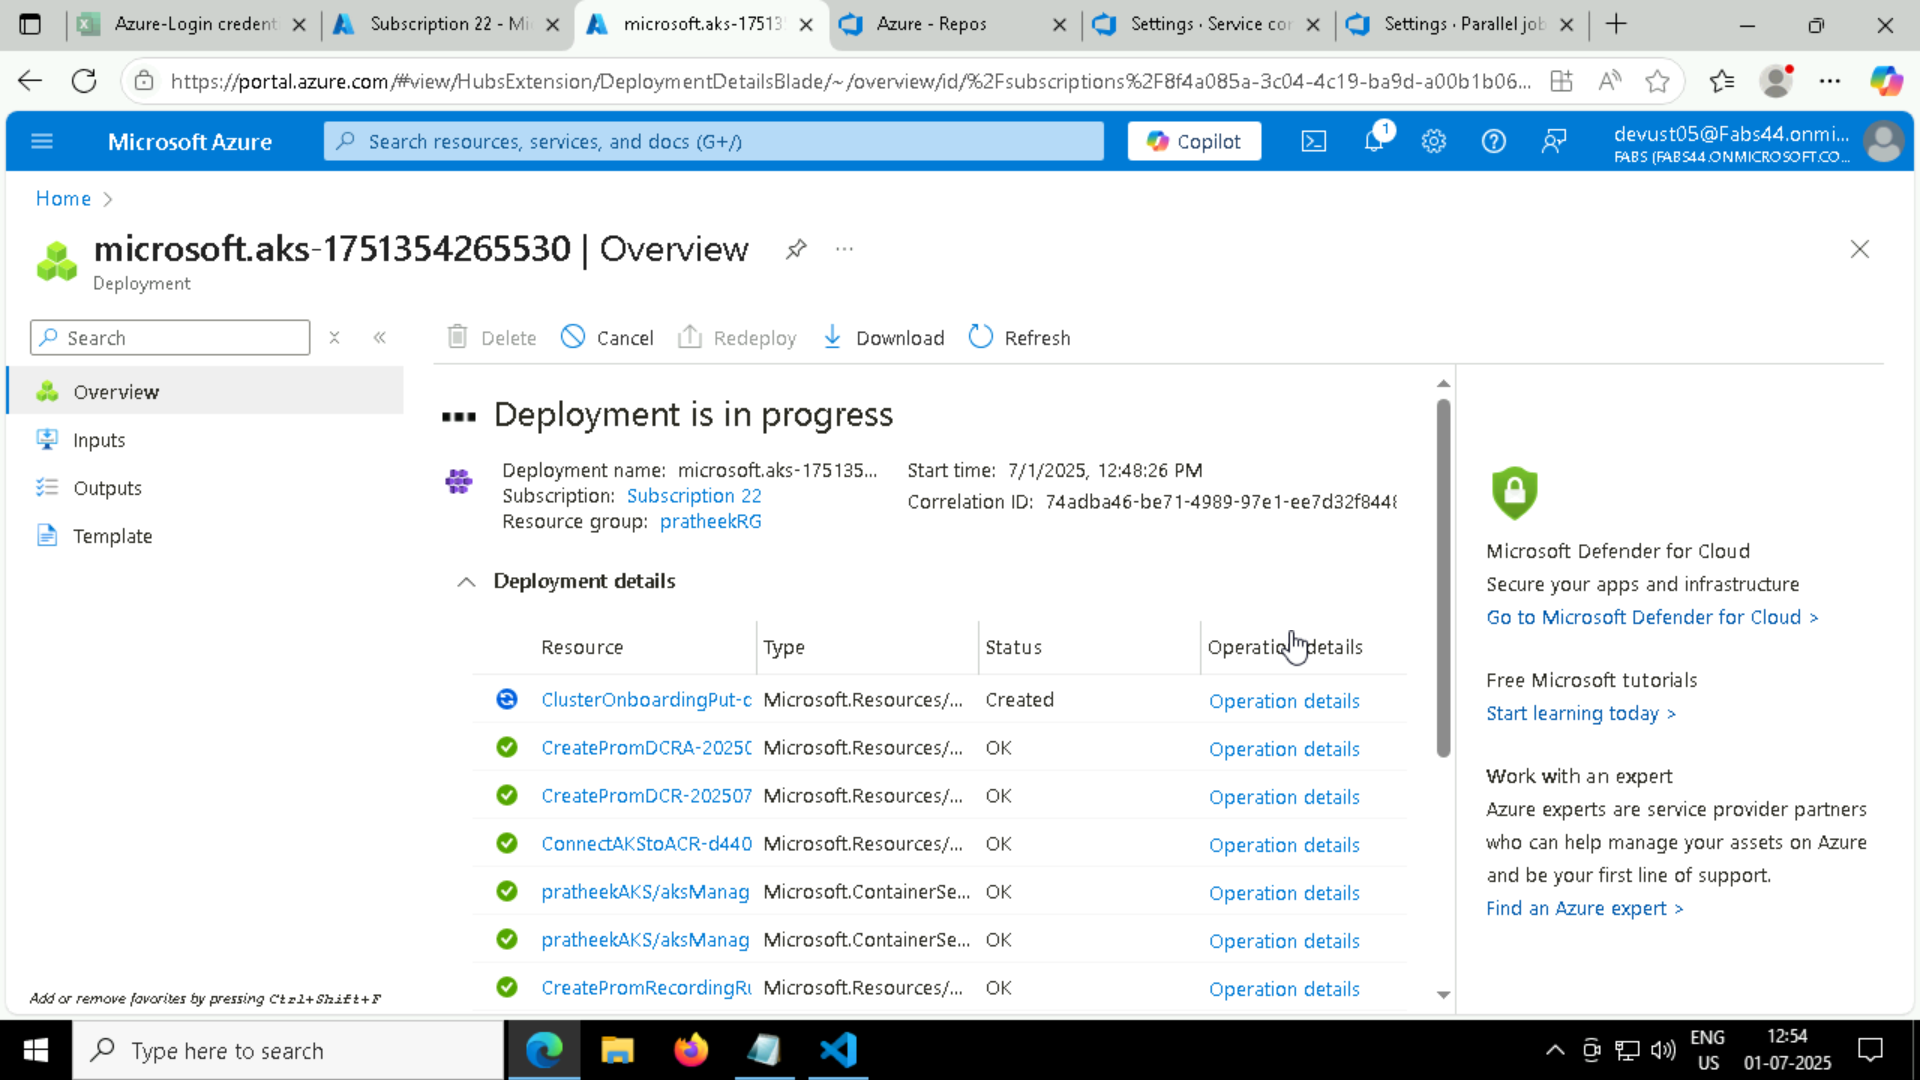 Azure-Login credent
Subscription 22 - Mi
microsoft.aks-17513
Azure - Repos
Settings · Service cor
Settings · Parallel job
https://portal.azure.com/#view/HubsExtension/DeploymentDetailsBlade/~/overview/id/%2Fsubscriptions%2F8f4a085a-3c04-4c19-ba9d-a00b1b06...
Microsoft Azure
Search resources, services, and docs (G+/)
Copilot
1
devust05@Fabs44.onmi...
FABS (FABS44.ONMICROSOFT.CO...
Home >
microsoft.aks-1751354265530 | Overview
Deployment
Search
Delete
Cancel
Redeploy
Download
Refresh
Overview
Inputs
Outputs
Template
Deployment is in progress
Deployment name: microsoft.aks-175135...
Subscription: Subscription 22
Resource group: pratheekRG
Start time: 7/1/2025, 12:48:26 PM
Correlation ID: 74adba46-be71-4989-97e1-ee7d32f8448
Deployment details
Resource Type Status Operation details
ClusterOnboardingPut-c Microsoft.Resources/... Created Operation details
CreatePromDCRA-2025C Microsoft.Resources/... OK Operation details
CreatePromDCR-202507 Microsoft.Resources/... OK Operation details
ConnectAKStoACR-d440 Microsoft.Resources/... OK Operation details
pratheekAKS/aksManag Microsoft.ContainerSe... OK Operation details
pratheekAKS/aksManag Microsoft.ContainerSe... OK Operation details
CreatePromRecordingRu Microsoft.Resources/... OK Operation details
Microsoft Defender for Cloud
Secure your apps and infrastructure
Go to Microsoft Defender for Cloud >
Free Microsoft tutorials
Start learning today >
Work with an expert
Azure experts are service provider partners
who can help manage your assets on Azure
and be your first line of support.
Find an Azure expert >
Add or remove favorites by pressing Ctrl+Shift+F
Type here to search
ENG
US
12:54
01-07-2025